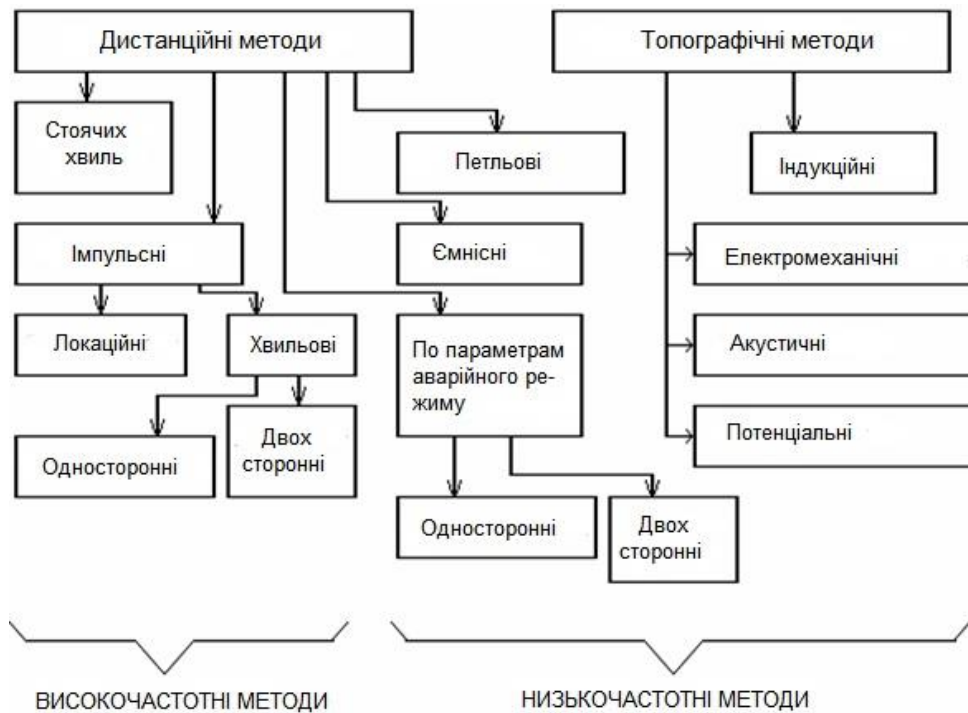 Дистанційні методи
Топографічні методи
Стоячих
хвиль
Петльові
Індукційні
Імпульсні
Ємнісні
Електромеханічні
Локаційні
Хвильові
По параметрам
аварійного ре-
жиму
Акустичні
Односторонні
Двох
сторонні
Потенціальні
Односторонні
Двох
сторонні
ВИСОКОЧАСТОТНІ МЕТОДИ
НИЗЬКОЧАСТОТНІ МЕТОДИ